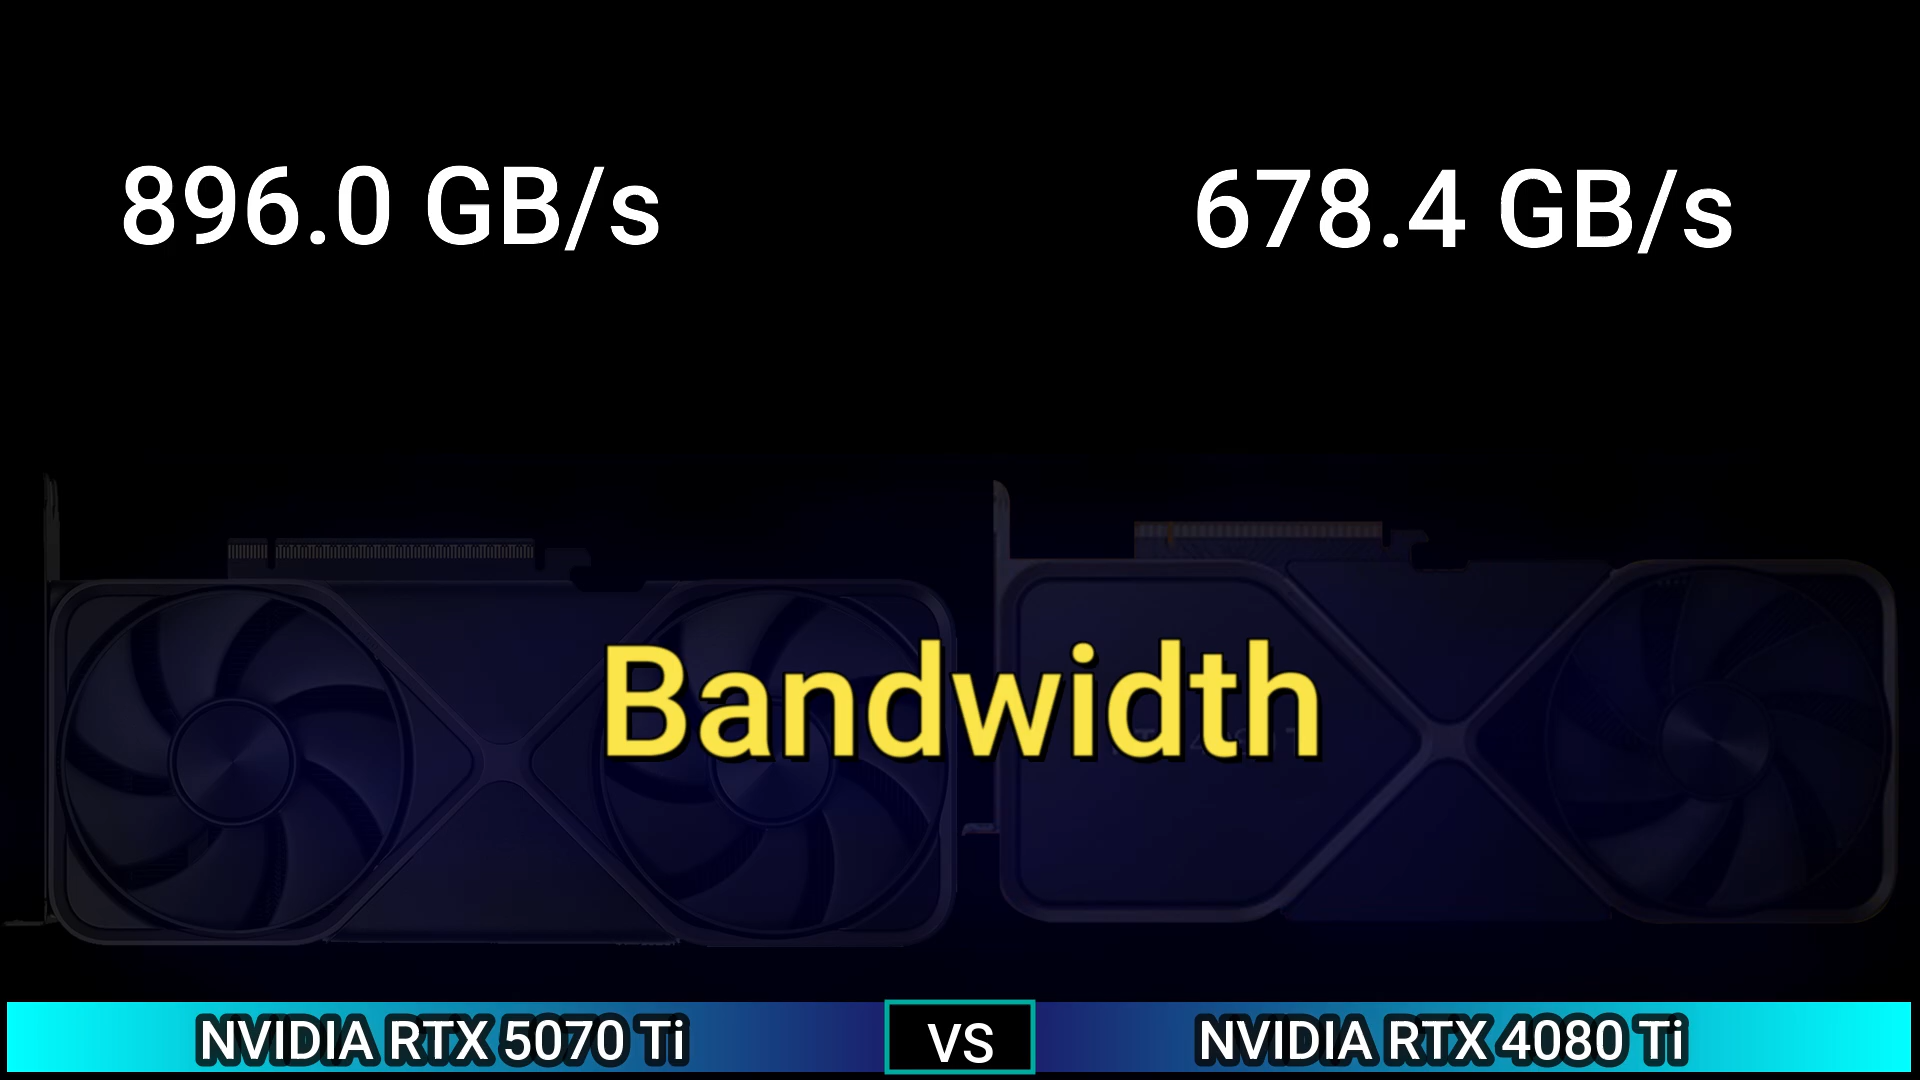 896.0 GB/s
678.4 GB/s
Bandwidth
NVIDIA RTX 5070 Ti
VS
NVIDIA RTX 4080 Ti